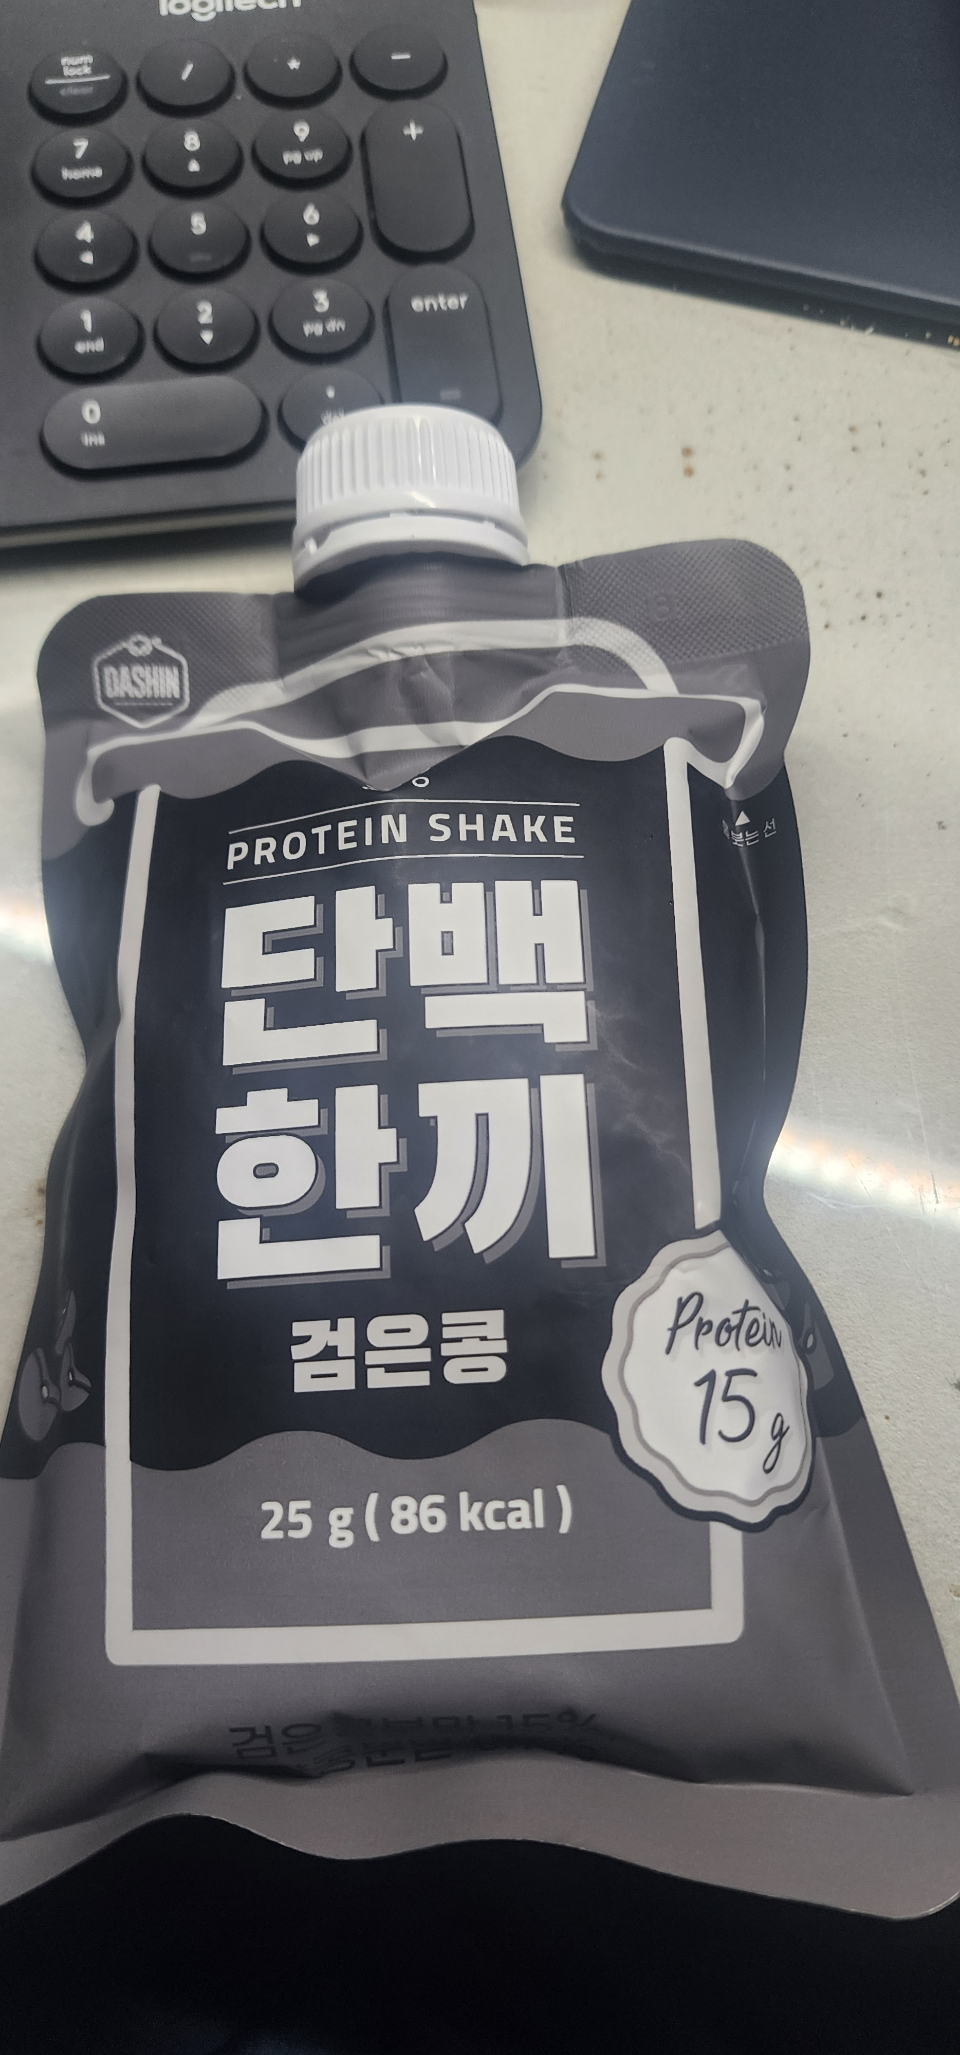 logitech
num lock
clear
/
*
-
7
home
8
9
pg up
+
4
5
6
1
end
2
3
pg dn
enter
0
ins
.
DASHIN
PROTEIN SHAKE
단백
한끼
검은콩
Protein
15 g
25 g ( 86 kcal )